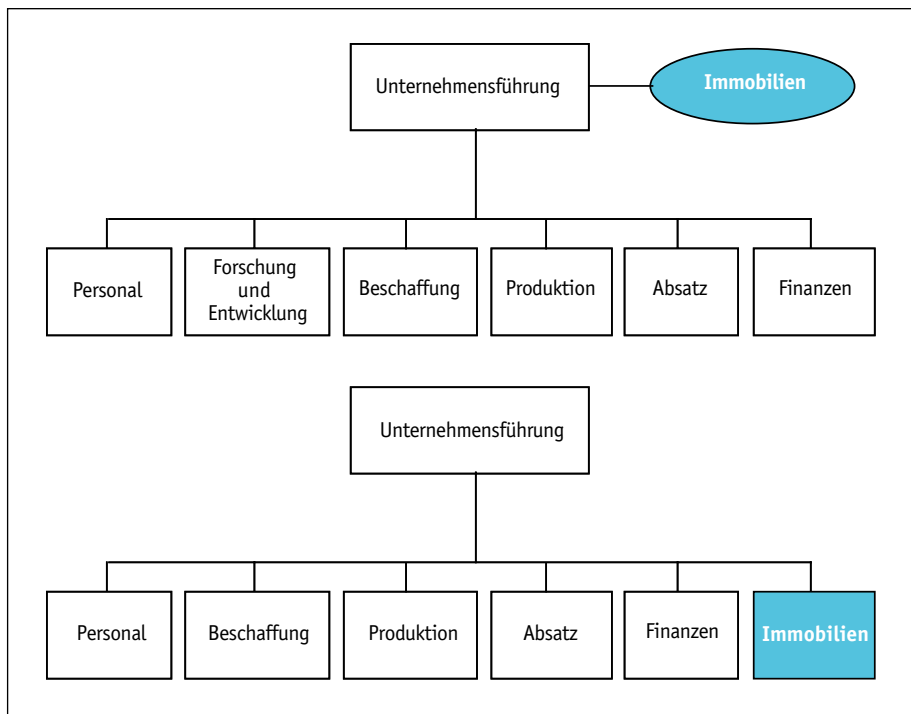 Unternehmensführung
Immobilien
Personal
Forschung
und
Entwicklung
Beschaffung
Produktion
Absatz
Finanzen
Unternehmensführung
Personal
Beschaffung
Produktion
Absatz
Finanzen
Immobilien